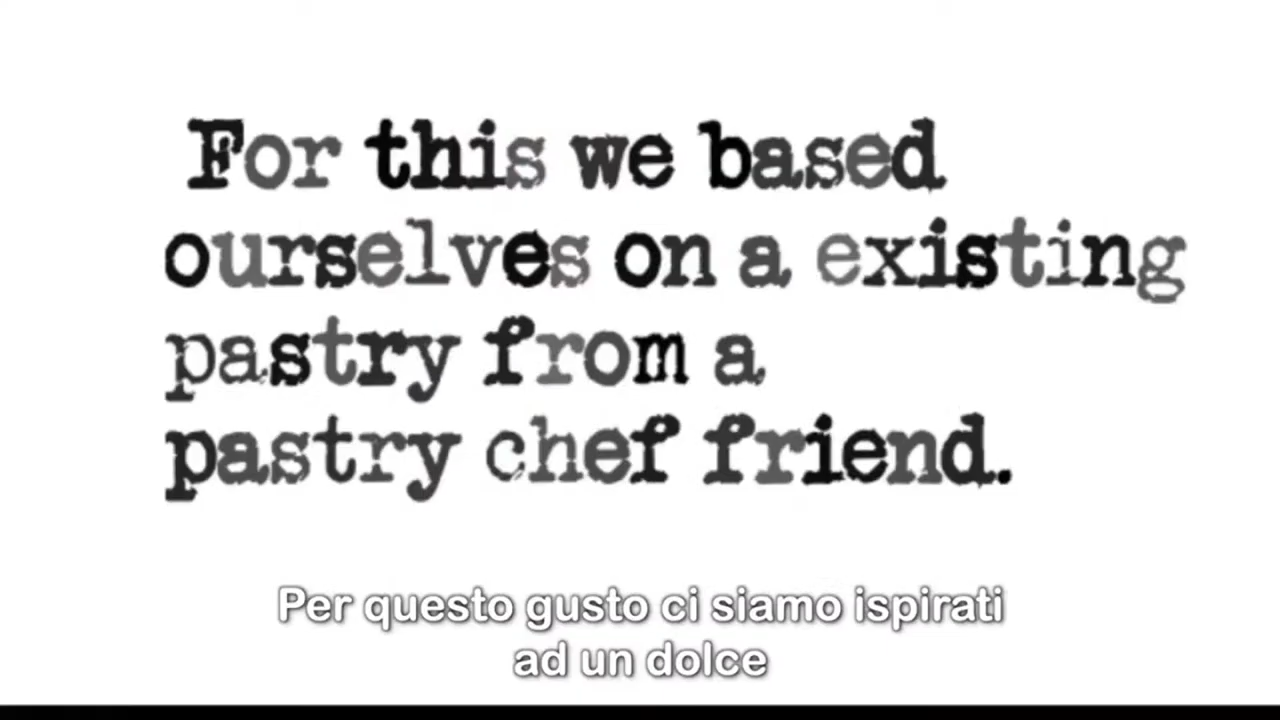 For this we based
ourselves on a existing
pastry from a
pastry chef friend.
Per questo gusto ci siamo ispirati
ad un dolce